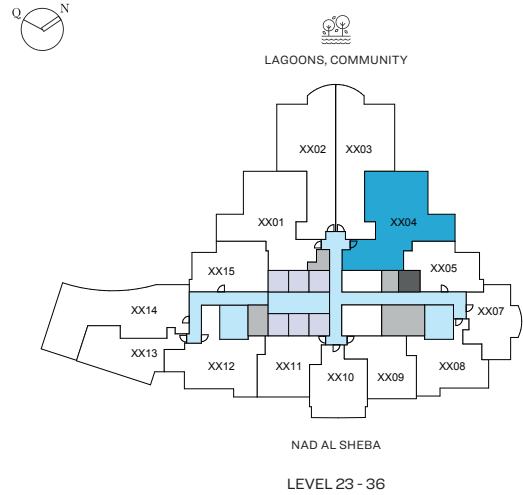 Q N
LAGOONS, COMMUNITY
XX02 XX03
XX01 XX04
XX15 XX05
XX14 XX07
XX13 XX12 XX11 XX10 XX09 XX08
NAD AL SHEBA
LEVEL 23 - 36